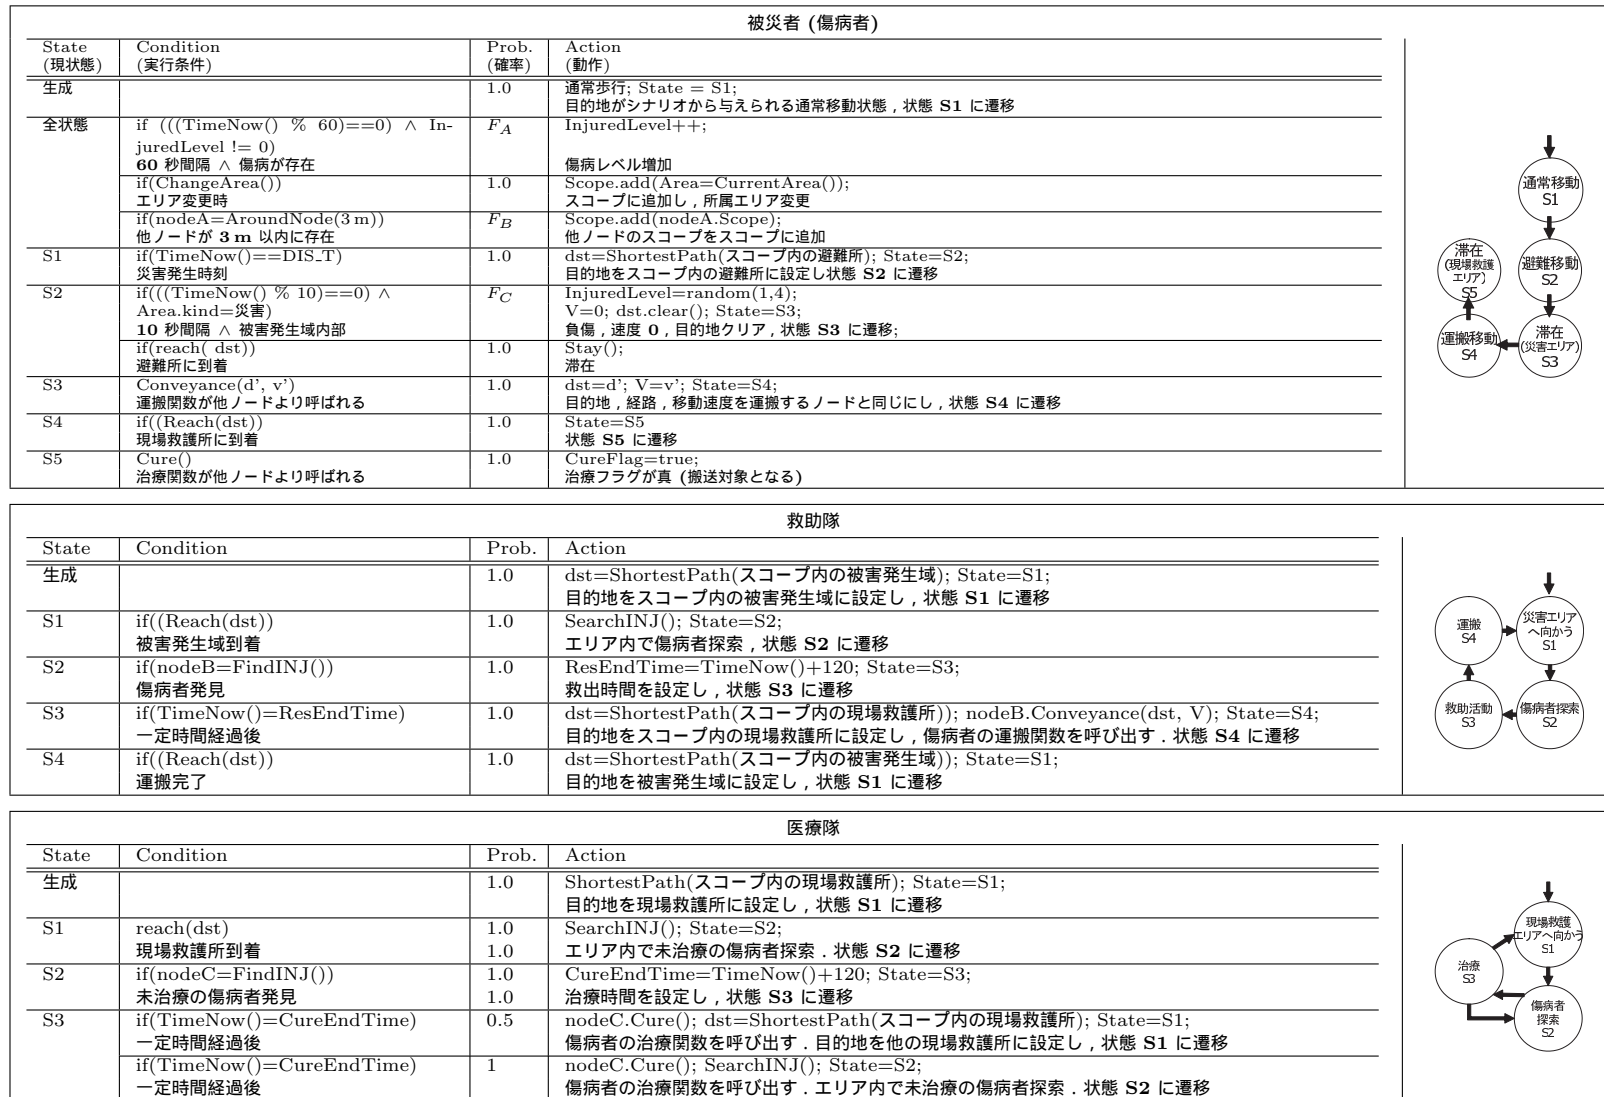 被災者 (傷病者)
State Condition Prob. Action
(現状態) (実行条件) (確率) (動作)
生成 1.0 通常歩行; State = S1;
目的地がシナリオから与えられる通常移動状態 , 状態 S1 に遷移
全状態 if (((TimeNow() % 60)==0) ∧ In- F_A InjuredLevel++;
juredLevel != 0)
60 秒間隔 ∧ 傷病が存在 傷病レベル増加
if(ChangeArea()) 1.0 Scope.add(Area=CurrentArea());
エリア変更時 スコープに追加し , 所属エリア変更
if(nodeA=AroundNode(3 m)) F_B Scope.add(nodeA.Scope);
他ノードが 3 m 以内に存在 他ノードのスコープをスコープに追加
S1 if(TimeNow()==DIS_T) 1.0 dst=ShortestPath(スコープ内の避難所); State=S2;
災害発生時刻 目的地をスコープ内の避難所に設定し状態 S2 に遷移
S2 if(((TimeNow() % 10)==0) ∧ F_C InjuredLevel=random(1,4);
Area.kind=災害) V=0; dst.clear(); State=S3;
10 秒間隔 ∧ 被害発生域内部 負傷 , 速度 0 , 目的地クリア , 状態 S3 に遷移;
if(reach( dst)) 1.0 Stay();
避難所に到着 滞在
S3 Conveyance(d', v') 1.0 dst=d'; V=v'; State=S4;
運搬関数が他ノードより呼ばれる 目的地 , 経路 , 移動速度を運搬するノードと同じにし , 状態 S4 に遷移
S4 if((Reach(dst)) 1.0 State=S5
現場救護所に到着 状態 S5 に遷移
S5 Cure() 1.0 CureFlag=true;
治療関数が他ノードより呼ばれる 治療フラグが真 (搬送対象となる)
通常移動
S1
避難移動
S2
滞在
(災害エリア)
S3
運搬移動
S4
滞在
(現場救護
エリア)
S5
救助隊
State Condition Prob. Action
生成 1.0 dst=ShortestPath(スコープ内の被害発生域); State=S1;
目的地をスコープ内の被害発生域に設定し , 状態 S1 に遷移
S1 if((Reach(dst)) 1.0 SearchINJ(); State=S2;
被害発生域到着 エリア内で傷病者探索 , 状態 S2 に遷移
S2 if(nodeB=FindINJ()) 1.0 ResEndTime=TimeNow()+120; State=S3;
傷病者発見 救出時間を設定し , 状態 S3 に遷移
S3 if(TimeNow()=ResEndTime) 1.0 dst=ShortestPath(スコープ内の現場救護所)); nodeB.Conveyance(dst, V); State=S4;
一定時間経過後 目的地をスコープ内の現場救護所に設定し , 傷病者の運搬関数を呼び出す . 状態 S4 に遷移
S4 if((Reach(dst)) 1.0 dst=ShortestPath(スコープ内の被害発生域)); State=S1;
運搬完了 目的地を被害発生域に設定し , 状態 S1 に遷移
運搬
S4
災害エリア
へ向かう
S1
救助活動
S3
傷病者探索
S2
医療隊
State Condition Prob. Action
生成 1.0 ShortestPath(スコープ内の現場救護所); State=S1;
目的地を現場救護所に設定し , 状態 S1 に遷移
S1 reach(dst) 1.0 SearchINJ(); State=S2;
現場救護所到着 1.0 エリア内で未治療の傷病者探索 . 状態 S2 に遷移
S2 if(nodeC=FindINJ()) 1.0 CureEndTime=TimeNow()+120; State=S3;
未治療の傷病者発見 1.0 治療時間を設定し , 状態 S3 に遷移
S3 if(TimeNow()=CureEndTime) 0.5 nodeC.Cure(); dst=ShortestPath(スコープ内の現場救護所); State=S1;
一定時間経過後 傷病者の治療関数を呼び出す . 目的地を他の現場救護所に設定し , 状態 S1 に遷移
if(TimeNow()=CureEndTime) 1 nodeC.Cure(); SearchINJ(); State=S2;
一定時間経過後 傷病者の治療関数を呼び出す . エリア内で未治療の傷病者探索 . 状態 S2 に遷移
現場救護
エリアへ向かう
S1
治療
S3
傷病者
探索
S2